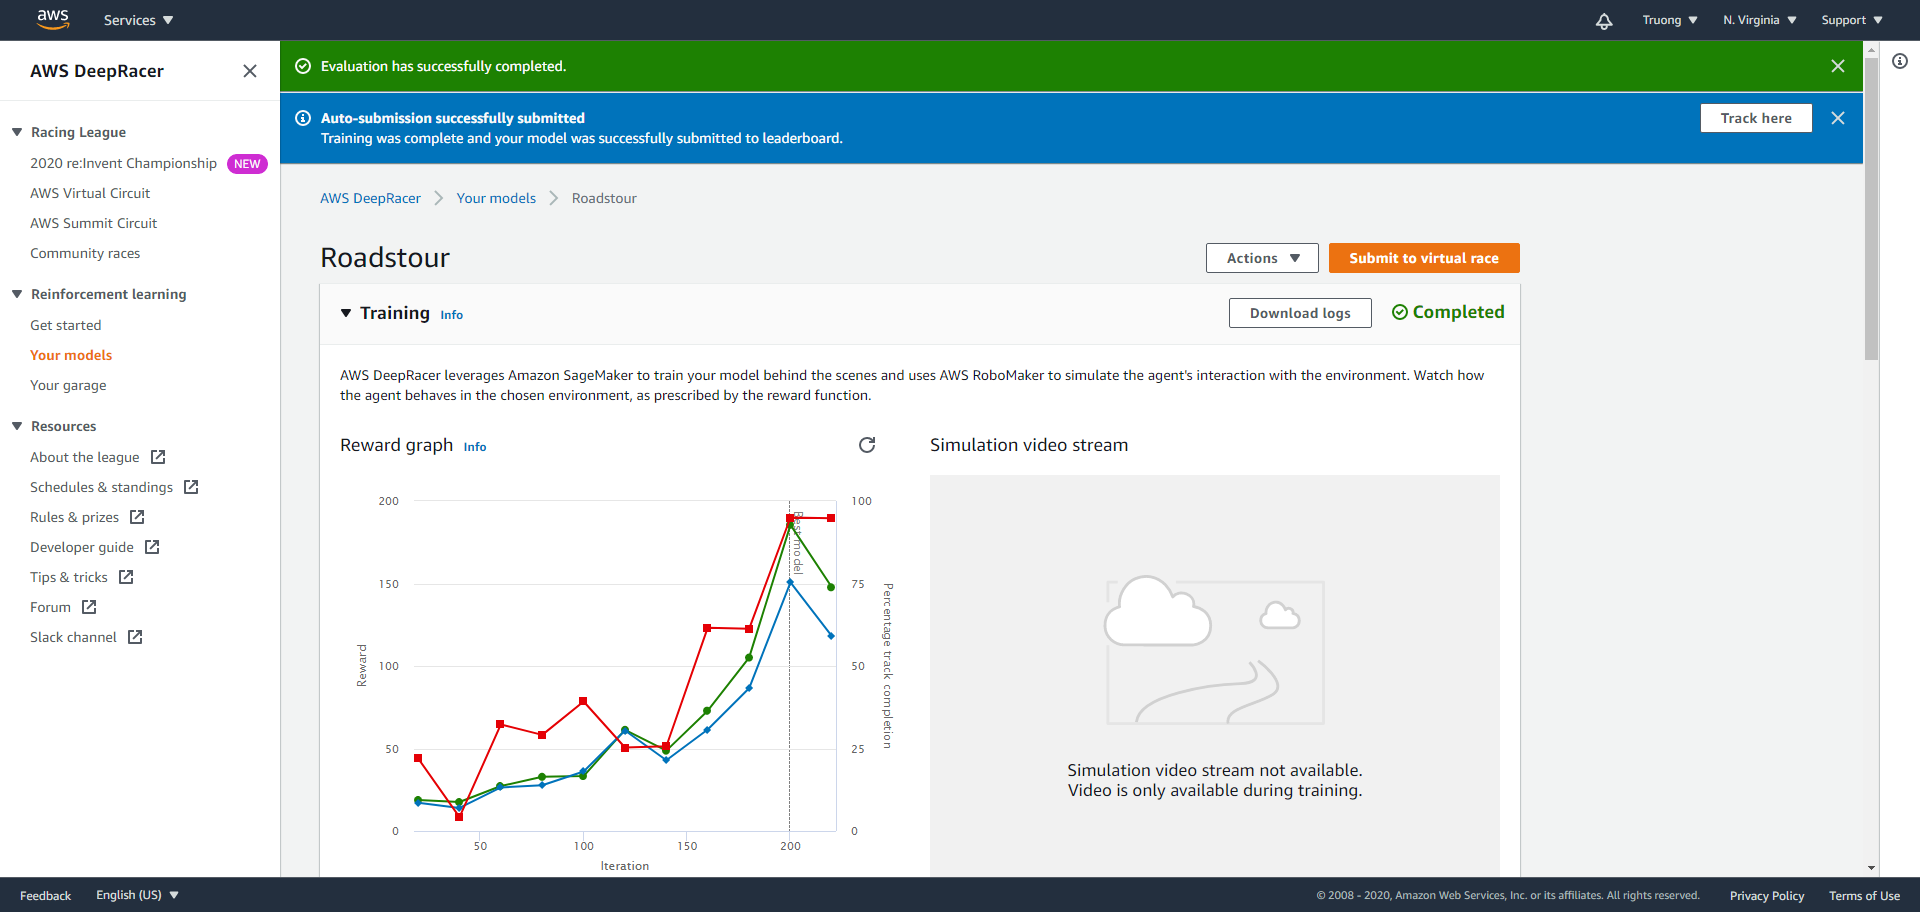 aws
Services
Truong
N. Virginia
Support
AWS DeepRacer
Racing League
2020 re:Invent Championship NEW
AWS Virtual Circuit
AWS Summit Circuit
Community races
Reinforcement learning
Get started
Your models
Your garage
Resources
About the league
Schedules & standings
Rules & prizes
Developer guide
Tips & tricks
Forum
Slack channel
Evaluation has successfully completed.
Auto-submission successfully submitted
Training was complete and your model was successfully submitted to leaderboard.
Track here
AWS DeepRacer
Your models
Roadstour
Roadstour
Actions
Submit to virtual race
Training Info
Download logs
Completed
AWS DeepRacer leverages Amazon SageMaker to train your model behind the scenes and uses AWS RoboMaker to simulate the agent's interaction with the environment. Watch how
the agent behaves in the chosen environment, as prescribed by the reward function.
Reward graph Info
200
150
100
50
0
Reward
50
100
150
200
Iteration
Best model
100
75
50
25
0
Percentage track completion
Simulation video stream
Simulation video stream not available.
Video is only available during training.
Feedback
English (US)
© 2008 - 2020, Amazon Web Services, Inc. or its affiliates. All rights reserved.
Privacy Policy
Terms of Use